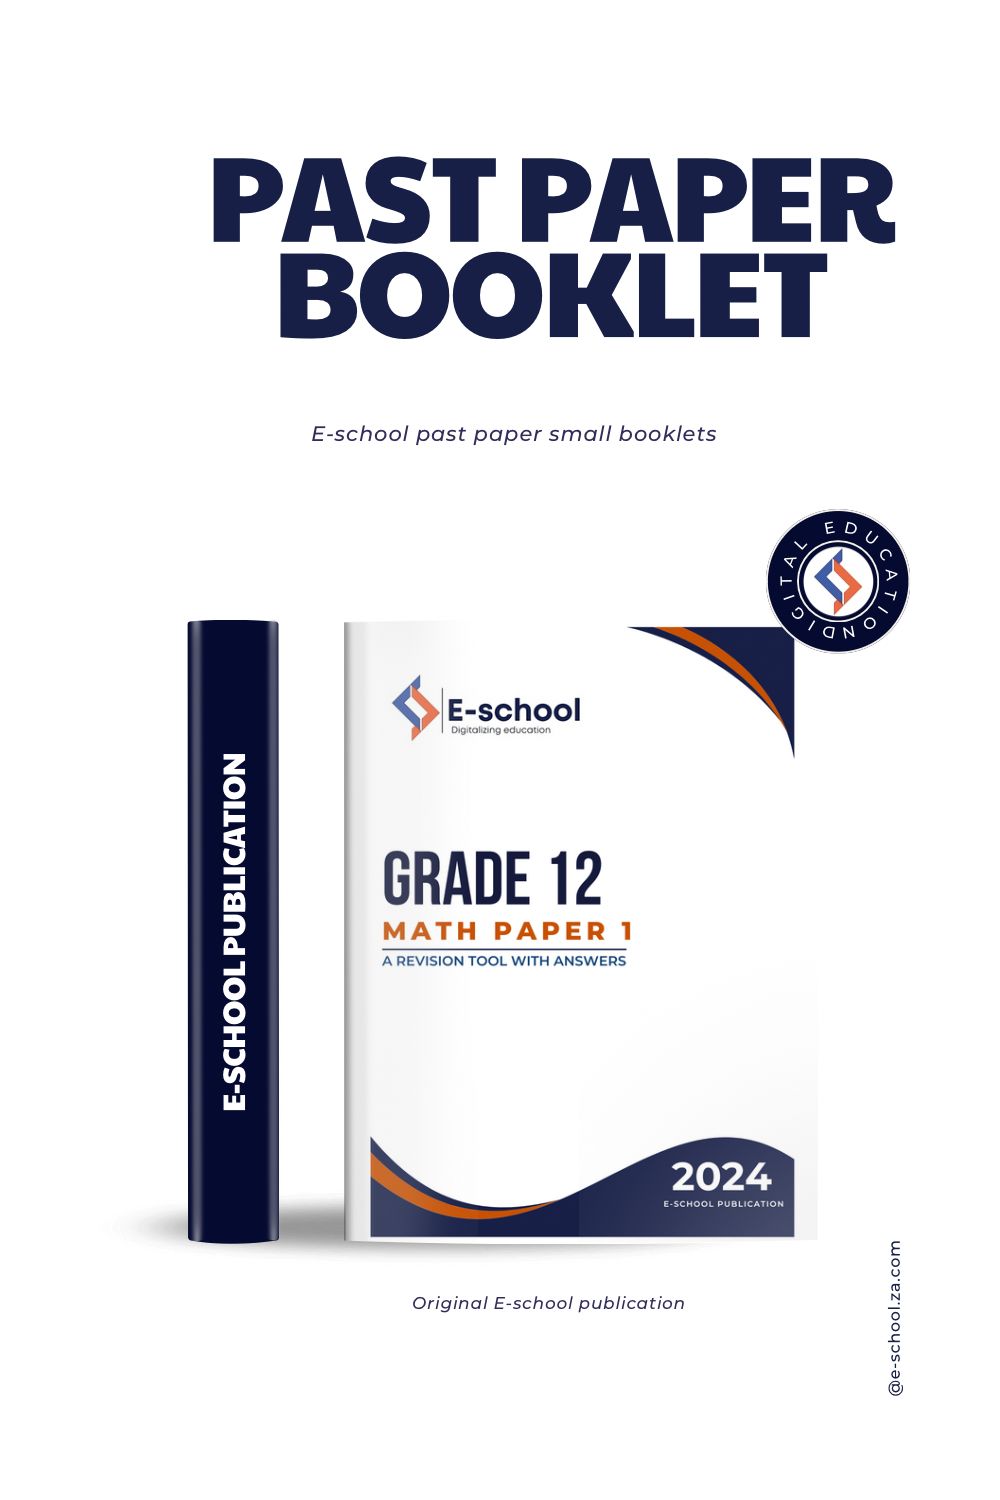 PAST PAPER
BOOKLET
E-school past paper small booklets
DIGITAL EDUCATION
E-SCHOOL PUBLICATION
E-school
Digitalizing education
GRADE 12
MATH PAPER 1
A REVISION TOOL WITH ANSWERS
2024
E-SCHOOL PUBLICATION
Original E-school publication
@e-school.za.com